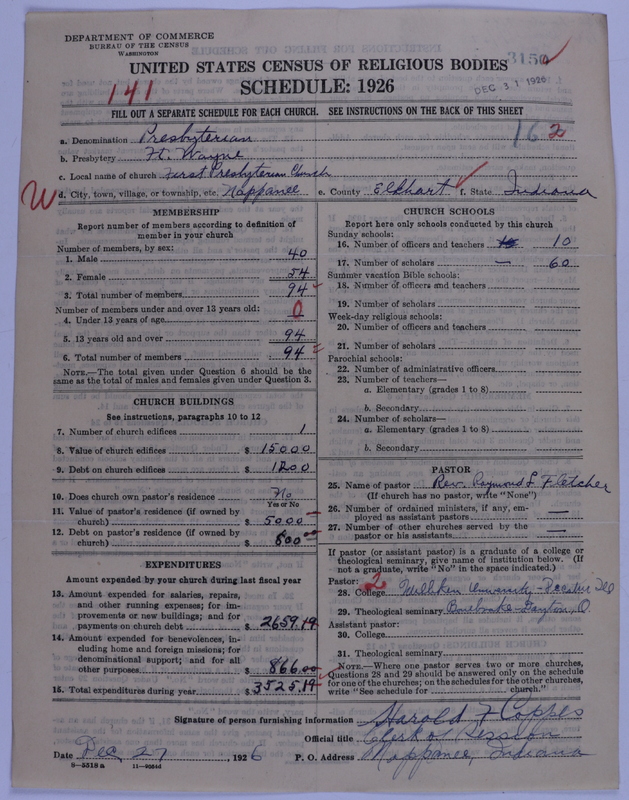 DEPARTMENT OF COMMERCE
BUREAU OF THE CENSUS
WASHINGTON
3150
DEC 31 1926
UNITED STATES CENSUS OF RELIGIOUS BODIES
SCHEDULE: 1926
141
FILL OUT A SEPARATE SCHEDULE FOR EACH CHURCH. SEE INSTRUCTIONS ON THE BACK OF THIS SHEET
162
a. Denomination Presbyterian
b. Presbytery Ft. Wayne
c. Local name of church First Presbyterian Church
W d. City, town, village, or township, etc. Nappanee e. County Elkhart f. State Indiana
MEMBERSHIP
Report number of members according to definition of member in your church
Number of members, by sex:
1. Male 40
2. Female 54
3. Total number of members 94
Number of members under and over 13 years old:
4. Under 13 years of age 0
5. 13 years old and over 94
6. Total number of members 94
NOTE.—The total given under Question 6 should be
same as the total of males and females given under Question 3.
CHURCH BUILDINGS
See instructions, paragraphs 10 to 12
7. Number of church edifices 1
8. Value of church edifices $ 15000
9. Debt on church edifices $ 1200
10. Does church own pastor's residence No
Yes or No
11. Value of pastor's residence (if owned by
church) $ 5000
12. Debt on pastor's residence (if owned by
church) $ 600.00
EXPENDITURES
Amount expended by your church during last fiscal year
13. Amount expended for salaries, repairs,
and other running expenses; for im-
provements or new buildings; and for
payments on church debt $ 2659.19
14. Amount expended for benevolences, in-
cluding home and foreign missions; for
denominational support; and for all
other purposes $ 866.00
15. Total expenditures during year $ 3525.19
CHURCH SCHOOLS
Report here only schools conducted by this church
Sunday schools:
16. Number of officers and teachers 10
17. Number of scholars — 60
Summer vacation Bible schools:
18. Number of officers and teachers
19. Number of scholars
Week-day religious schools:
20. Number of officers and teachers
21. Number of scholars
Parochial schools:
22. Number of administrative officers
23. Number of teachers—
a. Elementary (grades 1 to 8)
b. Secondary
24. Number of scholars—
a. Elementary (grades 1 to 8)
b. Secondary
PASTOR
25. Name of pastor Rev. Raymond L Fletcher
(If church has no pastor, write "None")
26. Number of ordained ministers, if any, em-
ployed as assistant pastors —
27. Number of other churches served by the
pastor or his assistants —
If pastor (or assistant pastor) is a graduate of a college or
theological seminary, give name of institution below. (If
not a graduate, write "No" in the space indicated.)
Pastor: 2
28. College Milliken University - Decatur Ill
29. Theological seminary Bonebrake - Dayton, O.
Assistant pastor:
30. College
31. Theological seminary
NOTE.—Where one pastor serves two or more churches,
Questions 28 and 29 should be answered only on the schedule
for one of the churches; on the schedules for the other churches,
write "See schedule for church."
Signature of person furnishing information Harold F Coppes
Official title Clerk of Session
Date Dec 27, 1926 P. O. Address Nappanee, Indiana
8—5318 a 11—9504d